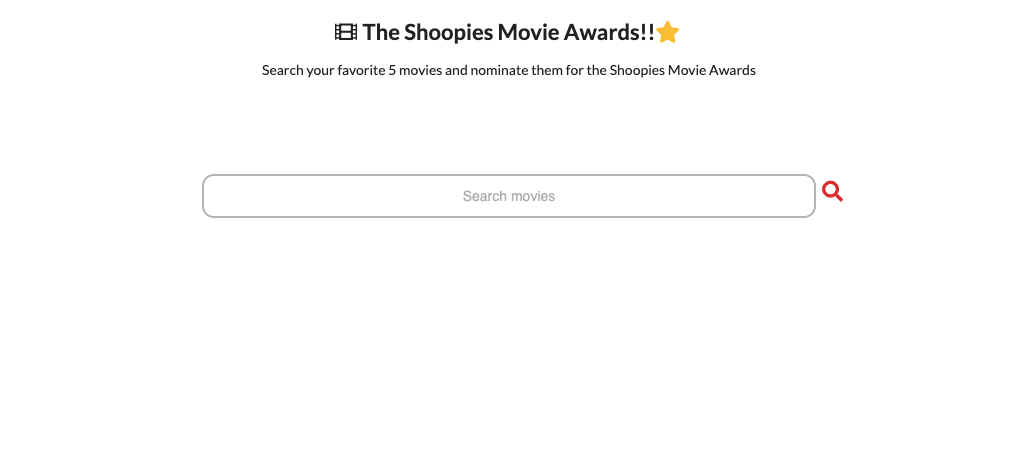 The Shoopies Movie Awards!!
Search your favorite 5 movies and nominate them for the Shoopies Movie Awards
Search movies